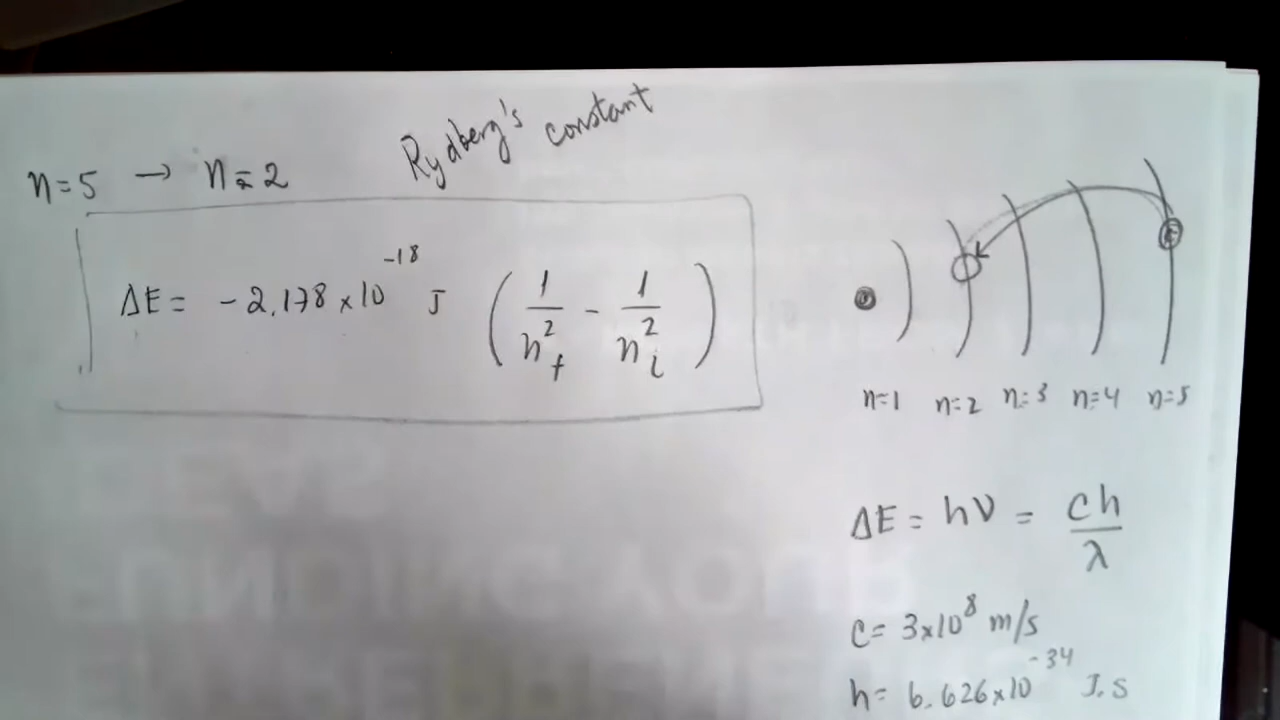 Rydberg's constant
n=5 → n=2
ΔE = -2.178 x 10^-18 J (1/n_f^2 - 1/n_i^2)
n=1 n=2 n=3 n=4 n=5
ΔE = hν = ch/λ
c= 3x10^8 m/s
h= 6.626x10^-34 J.s